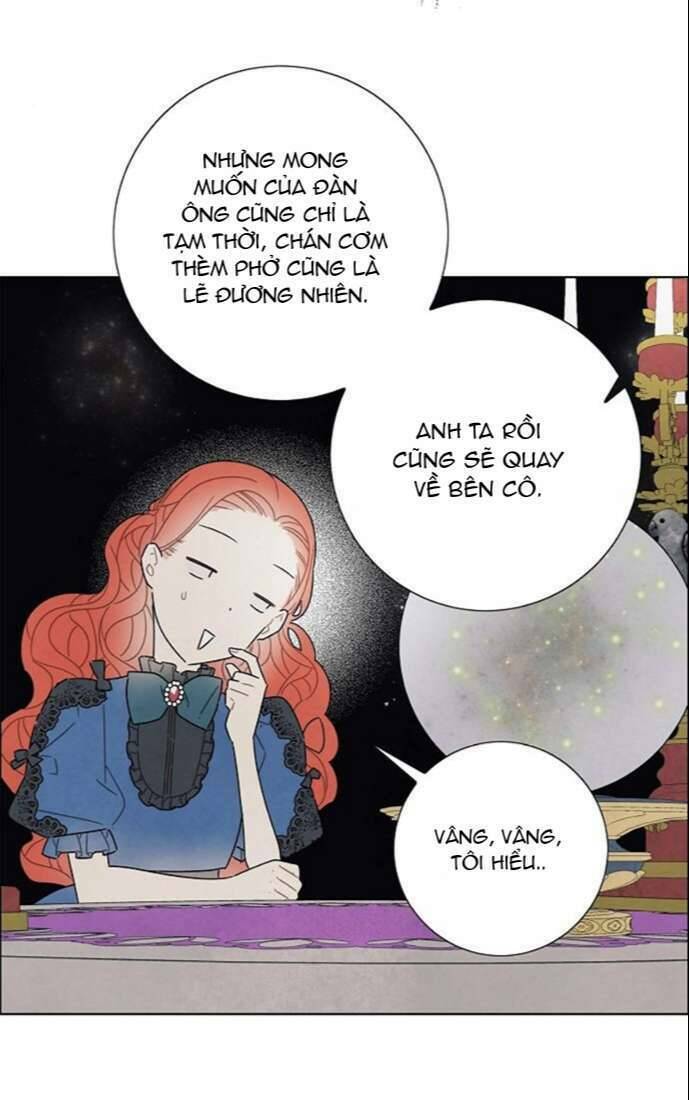 NHƯNG MONG
MUỐN CỦA ĐÀN
ÔNG CŨNG CHỈ LÀ
TẠM THỜI, CHÁN CƠM
THÈM PHỞ CŨNG LÀ
LẼ ĐƯƠNG NHIÊN.
ANH TA RỒI
CŨNG SẼ QUAY
VỀ BÊN CÔ.
VÂNG, VÂNG,
TÔI HIỂU..